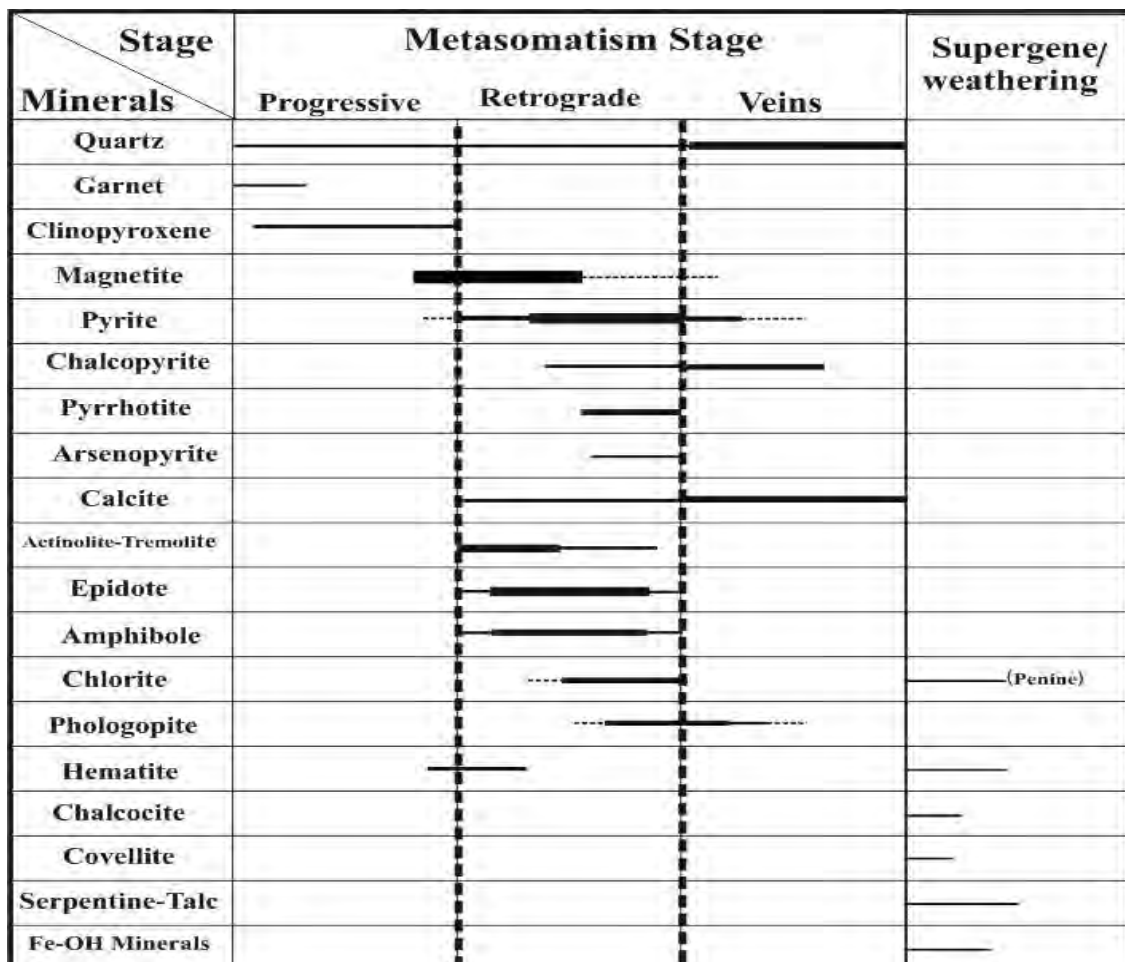 Stage
Metasomatism Stage
Supergene/
weathering
Minerals
Progressive
Retrograde
Veins
Quartz
Garnet
Clinopyroxene
Magnetite
Pyrite
Chalcopyrite
Pyrrhotite
Arsenopyrite
Calcite
Actinolite-Tremolite
Epidote
Amphibole
Chlorite
(Penine)
Phologopite
Hematite
Chalcocite
Covellite
Serpentine-Talc
Fe-OH Minerals